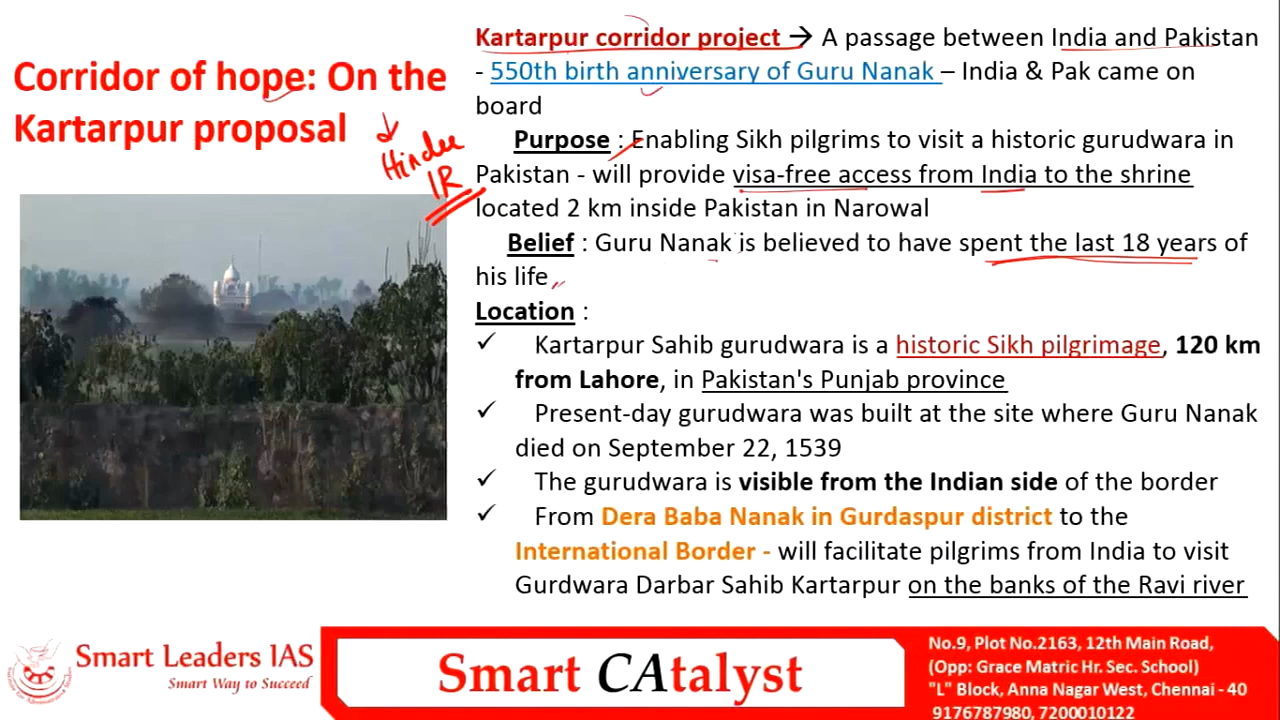 Corridor of hope: On the
Kartarpur proposal
Hindu
IR
Kartarpur corridor project → A passage between India and Pakistan
- 550th birth anniversary of Guru Nanak – India & Pak came on
board
Purpose : Enabling Sikh pilgrims to visit a historic gurudwara in
Pakistan - will provide visa-free access from India to the shrine
located 2 km inside Pakistan in Narowal
Belief : Guru Nanak is believed to have spent the last 18 years of
his life
Location :
✓ Kartarpur Sahib gurudwara is a historic Sikh pilgrimage, 120 km
from Lahore, in Pakistan's Punjab province
✓ Present-day gurudwara was built at the site where Guru Nanak
died on September 22, 1539
✓ The gurudwara is visible from the Indian side of the border
✓ From Dera Baba Nanak in Gurdaspur district to the
International Border - will facilitate pilgrims from India to visit
Gurdwara Darbar Sahib Kartarpur on the banks of the Ravi river
Smart Leaders IAS
Smart Way to Succeed
Smart CAtalyst
No.9, Plot No.2163, 12th Main Road,
(Opp: Grace Matric Hr. Sec. School)
"L" Block, Anna Nagar West, Chennai - 40
9176787980, 7200010122